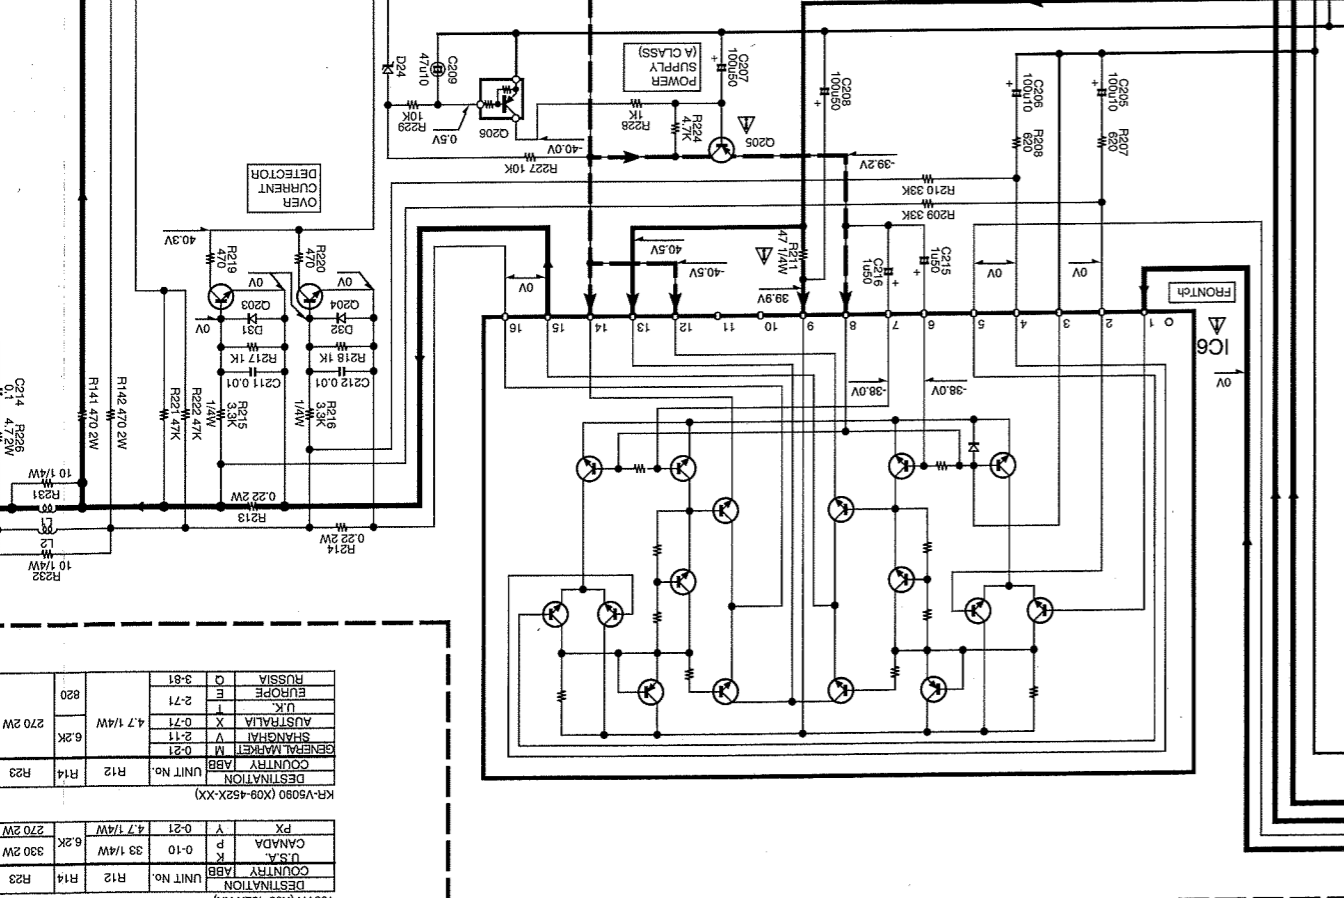 D24
C209
47u10
R229
10K
0.5V
Q206
-40.0V
R228
1K
R224
4.7K
POWER
SUPPLY
(A CLASS)
C207
100u50
Q205
C208
100u50
-39.2V
C206
100u10
R208
620
C205
100u10
R207
620
R227 10K
R210 33K
R209 33K
OVER
CURRENT
DETECTOR
40.3V
R219
470
R220
470
0V
0V
0V
Q203
Q204
D31
D32
R217 1K
R218 1K
C211 0.01
C212 0.01
R215
3.3K
1/4W
R216
3.3K
1/4W
R221 47K
R222 47K
R141 470 2W
R142 470 2W
C214
0.1
R226
4.7 2W
R231
10 1/4W
L1
L2
R232
10 1/4W
R213
0.22 2W
R214
0.22 2W
0V
40.5V
-40.5V
R211
47 1/4W
39.9V
C216
1u50
C215
1u50
0V
0V
FRONTch
IC6
0V
1
2
3
4
5
6
7
8
9
10
11
12
13
14
15
16
-38.0V
-38.0V
KR-V5090 (X09-452X-XX)
DESTINATION
COUNTRY ABB UNIT No. R12 R14 R23
GENERAL MARKET M 0-21 4.7 1/4W 6.2K 270 2W
SHANGHAI V 2-11
AUSTRALIA X 0-71
U.K. T 2-71 820
EUROPE E
RUSSIA Q 3-81
DESTINATION
COUNTRY ABB UNIT No. R12 R14 R23
U.S.A. K 0-10 33 1/4W 6.2K 330 2W
CANADA P
PX Y 0-21 4.7 1/4W 270 2W